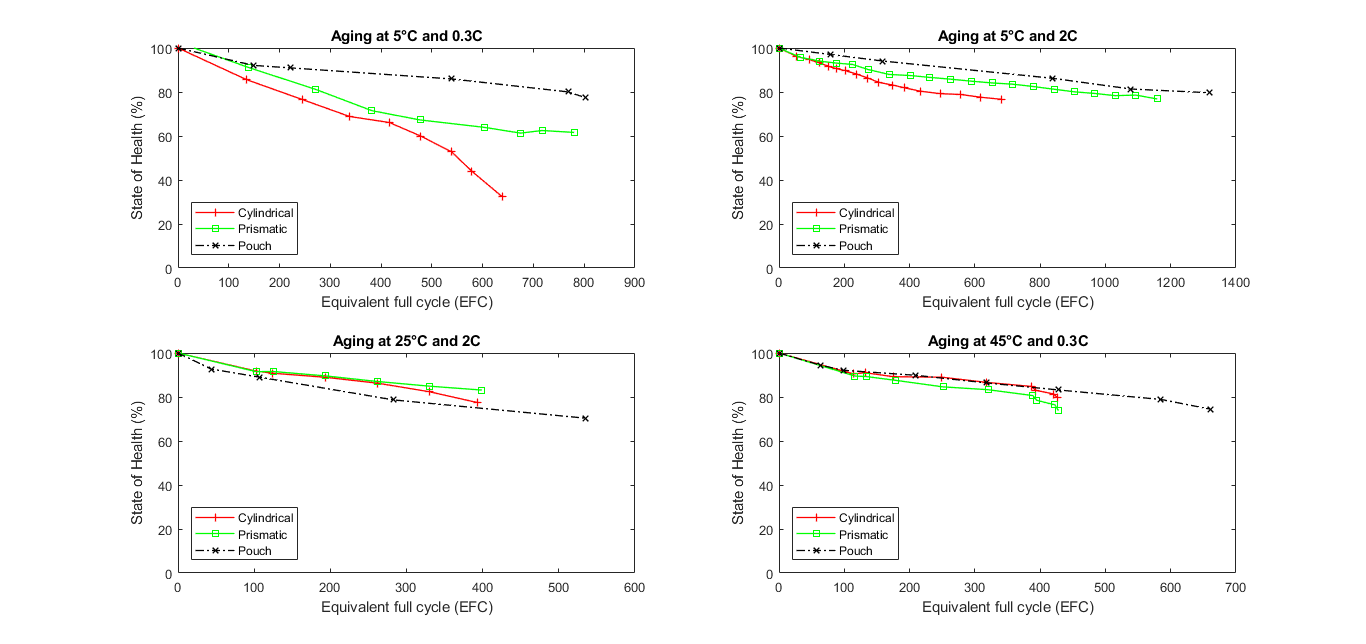 Aging at 5°C and 0.3C
100
80
60
40
20
0
State of Health (%)
Cylindrical
Prismatic
Pouch
0 100 200 300 400 500 600 700 800 900
Equivalent full cycle (EFC)
Aging at 5°C and 2C
100
80
60
40
20
0
State of Health (%)
Cylindrical
Prismatic
Pouch
0 200 400 600 800 1000 1200 1400
Equivalent full cycle (EFC)
Aging at 25°C and 2C
100
80
60
40
20
0
State of Health (%)
Cylindrical
Prismatic
Pouch
0 100 200 300 400 500 600
Equivalent full cycle (EFC)
Aging at 45°C and 0.3C
100
80
60
40
20
0
State of Health (%)
Cylindrical
Prismatic
Pouch
0 100 200 300 400 500 600 700
Equivalent full cycle (EFC)